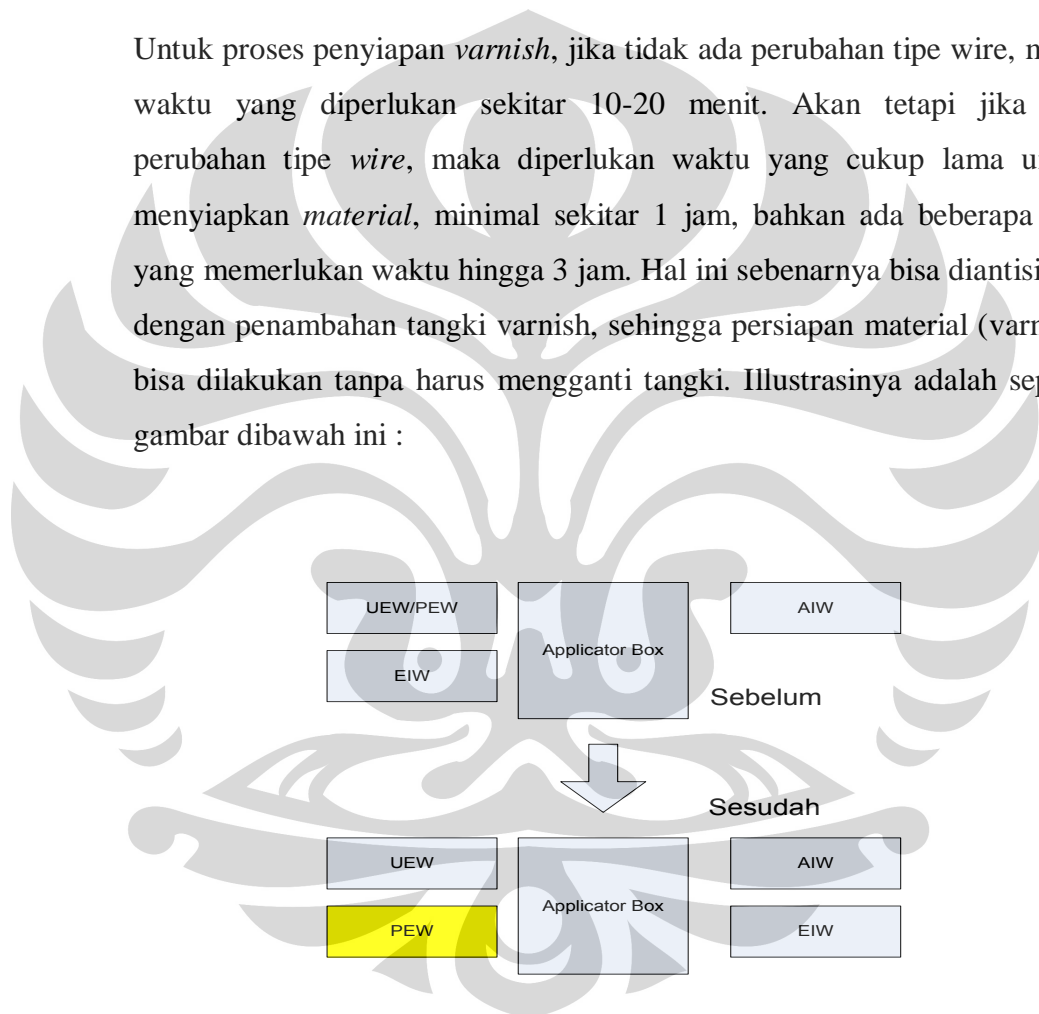 Untuk proses penyiapan varnish, jika tidak ada perubahan tipe wire,
waktu yang diperlukan sekitar 10-20 menit. Akan tetapi jika
perubahan tipe wire, maka diperlukan waktu yang cukup lama
menyiapkan material, minimal sekitar 1 jam, bahkan ada beberapa
yang memerlukan waktu hingga 3 jam. Hal ini sebenarnya bisa
dengan penambahan tangki varnish, sehingga persiapan material
bisa dilakukan tanpa harus mengganti tangki. Illustrasinya adalah
gambar dibawah ini :
UEW/PEW
AIW
Applicator Box
EIW
Sebelum
Sesudah
UEW
AIW
Applicator Box
PEW
EIW